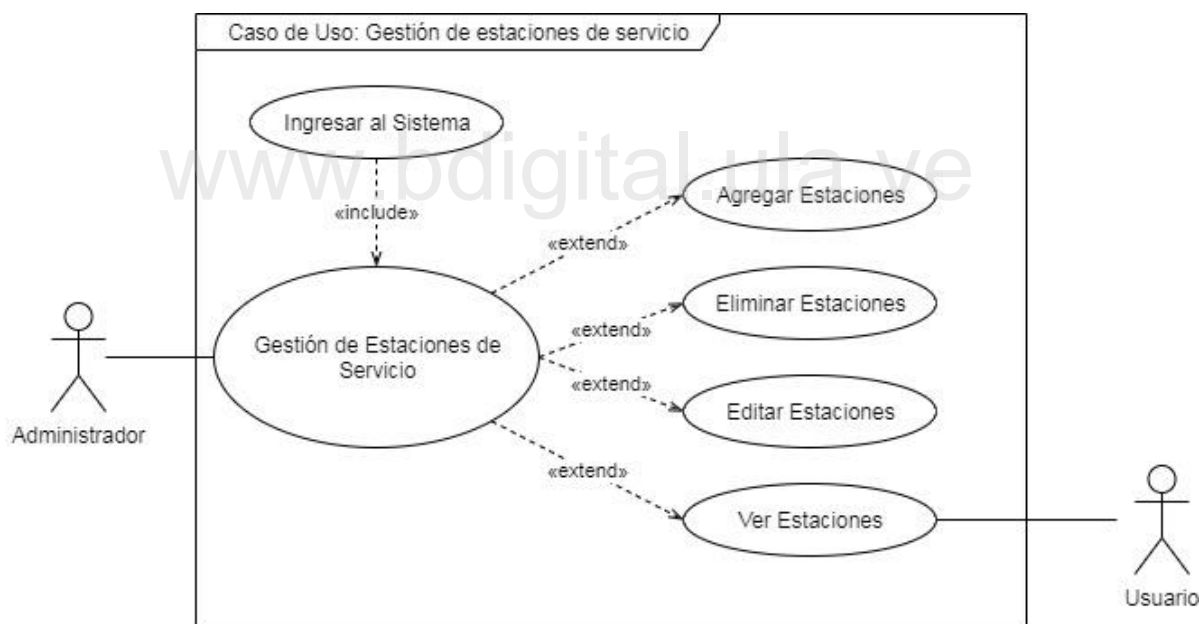 Caso de Uso: Gestión de estaciones de servicio
Ingresar al Sistema
www.bdigital.ula.ve
Agregar Estaciones
«include»
«extend»
Eliminar Estaciones
«extend»
Gestión de Estaciones de
Servicio
«extend»
Editar Estaciones
Administrador
«extend»
Ver Estaciones
Usuario